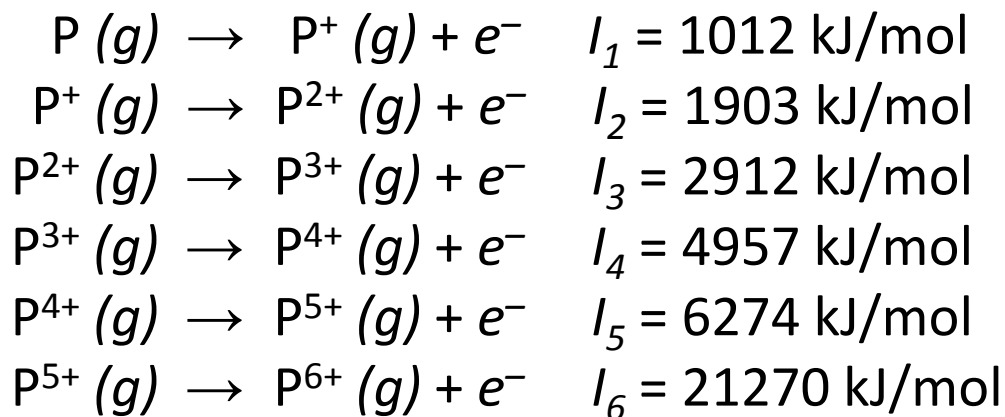 P (g) → P⁺ (g) + e⁻ I₁ = 1012 kJ/mol
P⁺ (g) → P²⁺ (g) + e⁻ I₂ = 1903 kJ/mol
P²⁺ (g) → P³⁺ (g) + e⁻ I₃ = 2912 kJ/mol
P³⁺ (g) → P⁴⁺ (g) + e⁻ I₄ = 4957 kJ/mol
P⁴⁺ (g) → P⁵⁺ (g) + e⁻ I₅ = 6274 kJ/mol
P⁵⁺ (g) → P⁶⁺ (g) + e⁻ I₆ = 21270 kJ/mol